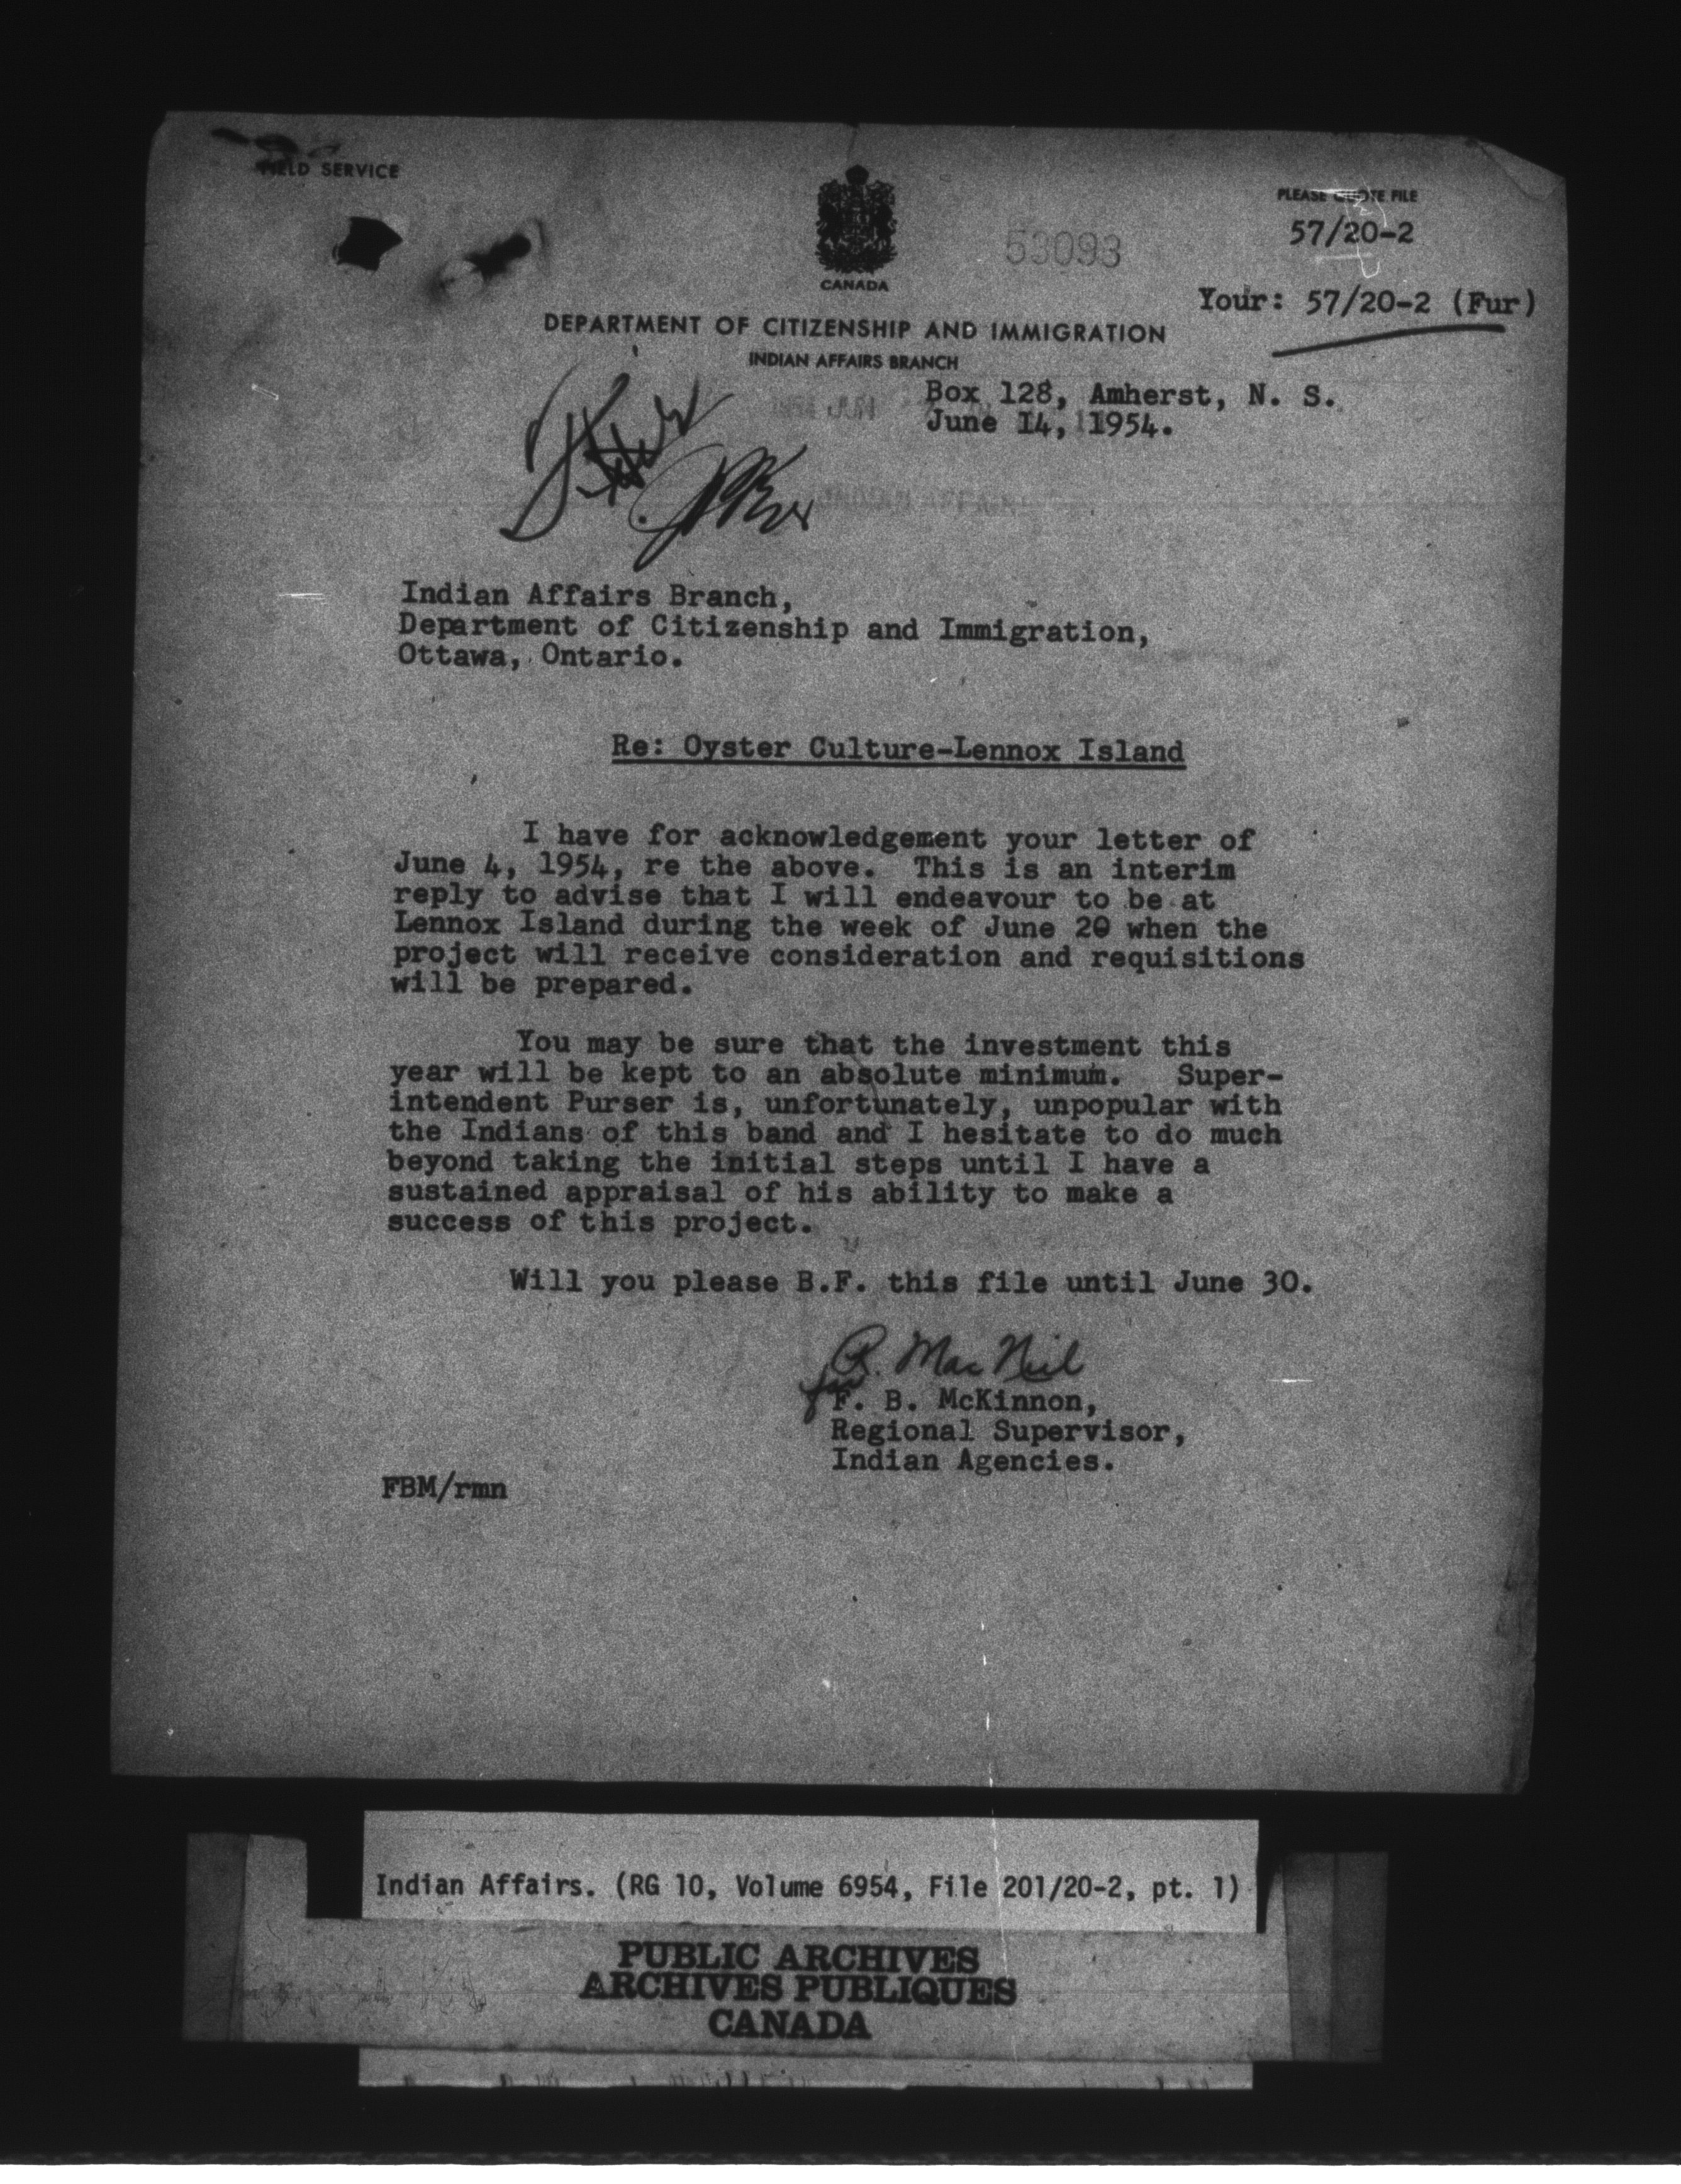 FIELD SERVICE
PLEASE QUOTE FILE
57/20-2
53093
CANADA
Your: 57/20-2 (Fur)
DEPARTMENT OF CITIZENSHIP AND IMMIGRATION
INDIAN AFFAIRS BRANCH
Box 128, Amherst, N. S.
June 14, 1954.
Indian Affairs Branch,
Department of Citizenship and Immigration,
Ottawa, Ontario.
Re: Oyster Culture-Lennox Island
I have for acknowledgement your letter of
June 4, 1954, re the above. This is an interim
reply to advise that I will endeavour to be at
Lennox Island during the week of June 20 when the
project will receive consideration and requisitions
will be prepared.
You may be sure that the investment this
year will be kept to an absolute minimum. Super-
intendent Purser is, unfortunately, unpopular with
the Indians of this band and I hesitate to do much
beyond taking the initial steps until I have a
sustained appraisal of his ability to make a
success of this project.
Will you please B.F. this file until June 30.
R. MacNeil
for
F. B. McKinnon,
Regional Supervisor,
Indian Agencies.
FBM/rmn
Indian Affairs. (RG 10, Volume 6954, File 201/20-2, pt. 1)
PUBLIC ARCHIVES
ARCHIVES PUBLIQUES
CANADA